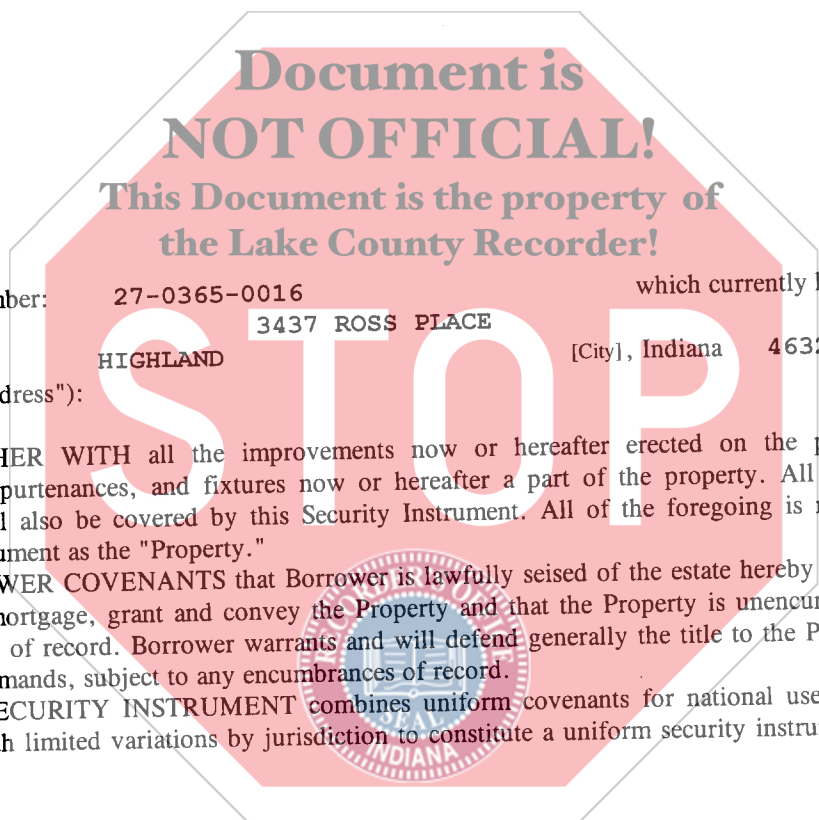 Document is
NOT OFFICIAL!
This Document is the property of
the Lake County Recorder!
nber: 27-0365-0016 which currently
3437 ROSS PLACE
HIGHLAND [City], Indiana 4632
dress"):
STOP
HER WITH all the improvements now or hereafter erected on the p
purtenances, and fixtures now or hereafter a part of the property. All
l also be covered by this Security Instrument. All of the foregoing is r
ument as the "Property."
WER COVENANTS that Borrower is lawfully seised of the estate hereby
nortgage, grant and convey the Property and that the Property is unencum
of record. Borrower warrants and will defend generally the title to the P
mands, subject to any encumbrances of record.
ECURITY INSTRUMENT combines uniform covenants for national use
h limited variations by jurisdiction to constitute a uniform security instru
SEAL
INDIANA